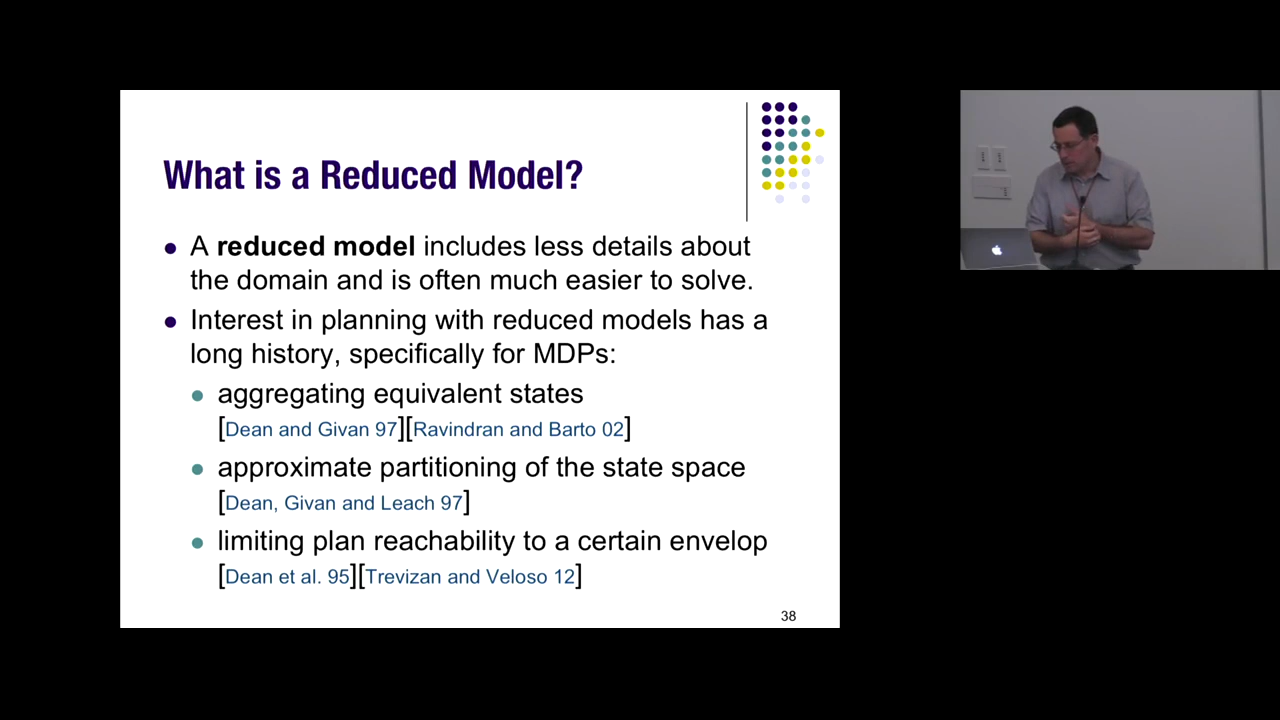 What is a Reduced Model?
A reduced model includes less details about
the domain and is often much easier to solve.
Interest in planning with reduced models has a
long history, specifically for MDPs:
aggregating equivalent states
[Dean and Givan 97][Ravindran and Barto 02]
approximate partitioning of the state space
[Dean, Givan and Leach 97]
limiting plan reachability to a certain envelop
[Dean et al. 95][Trevizan and Veloso 12]
38